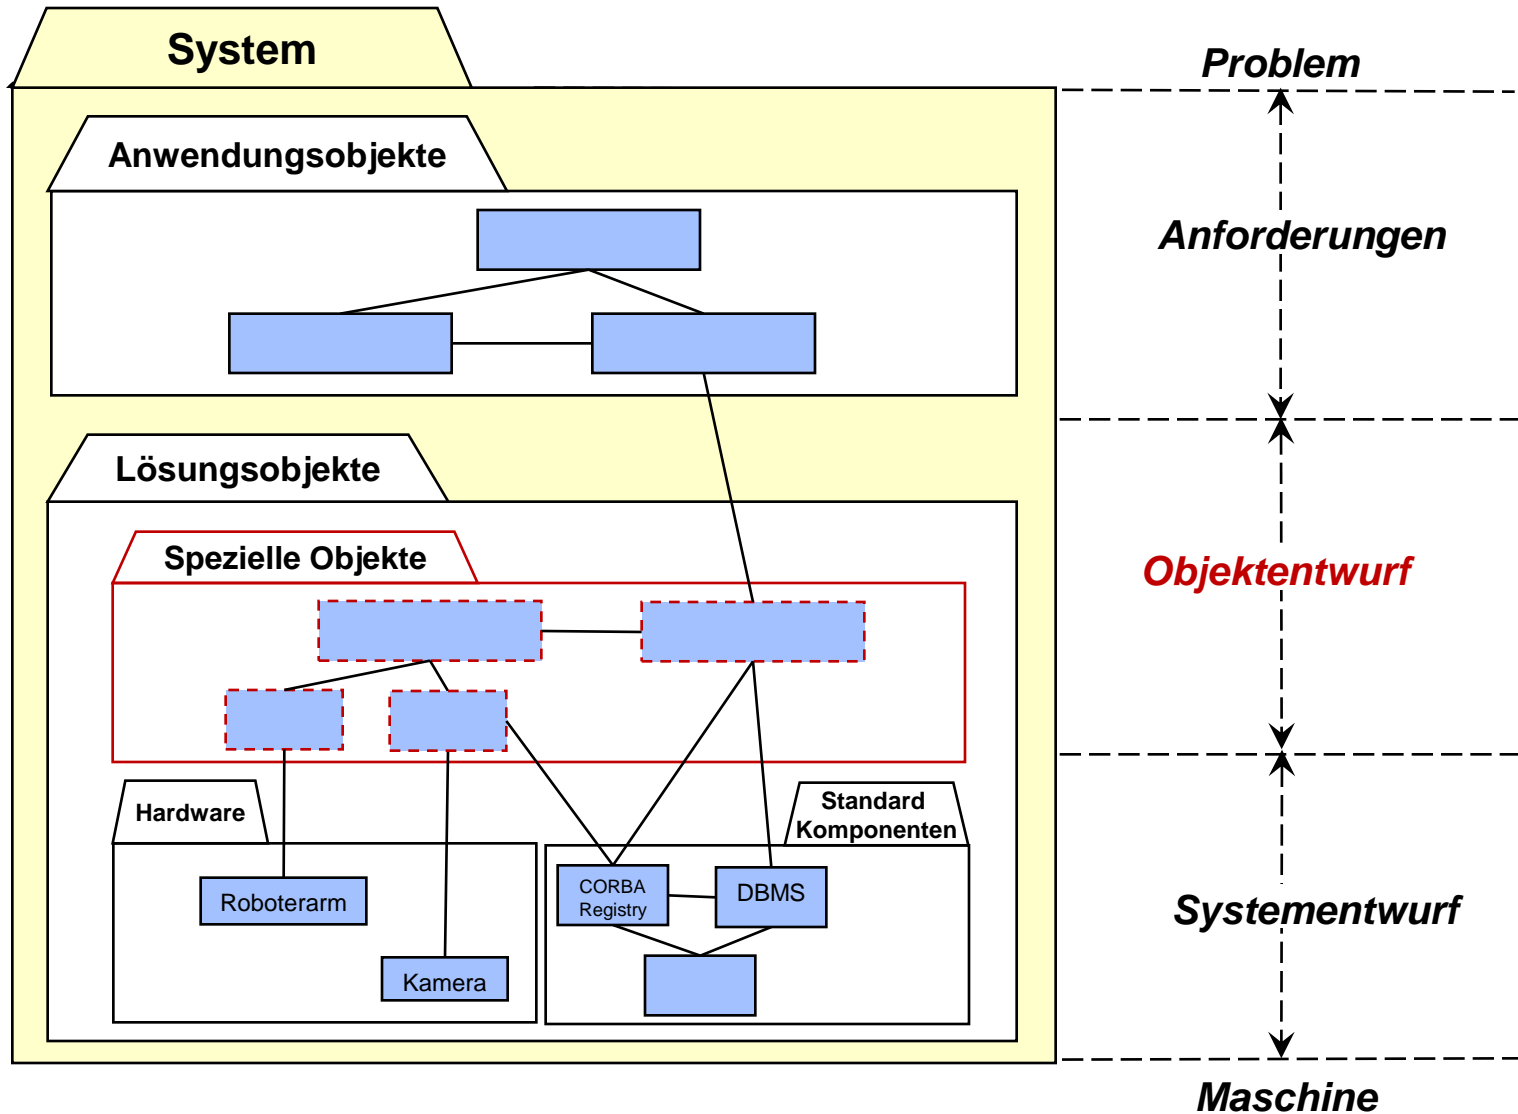 System
Problem
Anwendungsobjekte
Anforderungen
Lösungsobjekte
Spezielle Objekte
Objektentwurf
Hardware
Standard
Komponenten
Roboterarm
CORBA
Registry
DBMS
Systementwurf
Kamera
Maschine